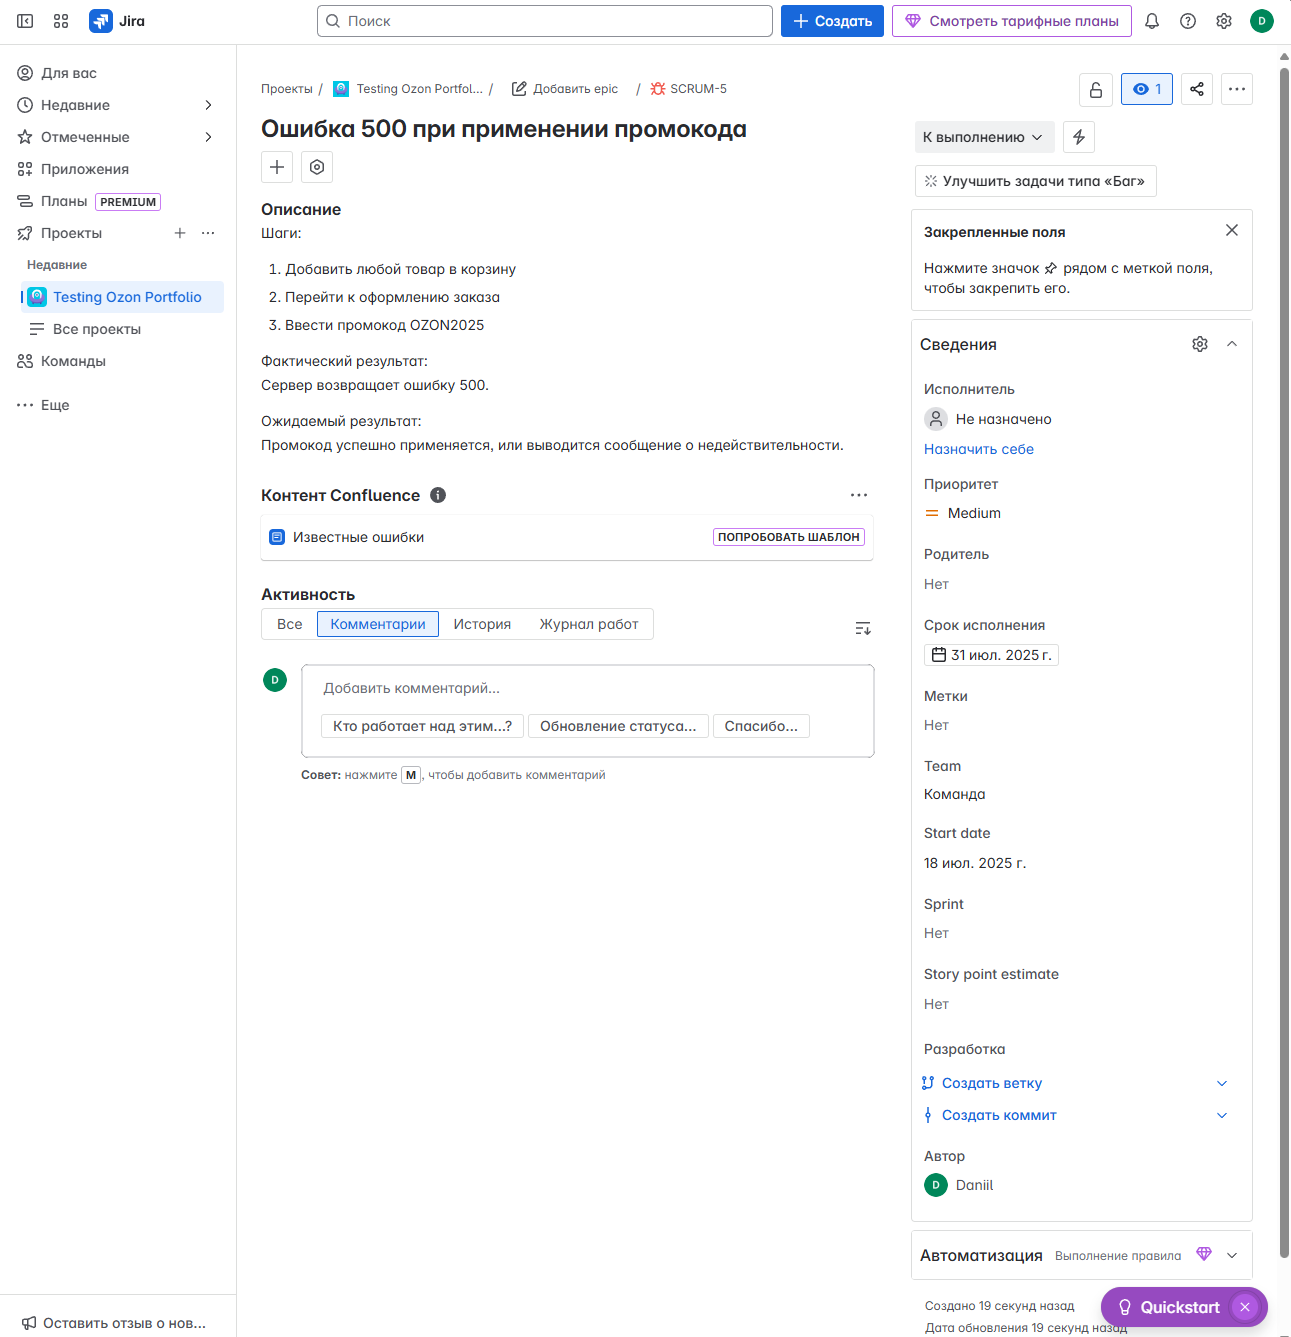 Jira
Поиск
Создать
Смотреть тарифные планы
D
Для вас
Недавние
Отмеченные
Приложения
Планы PREMIUM
Проекты
Недавние
Testing Ozon Portfolio
Все проекты
Команды
Еще
Оставить отзыв о нов...
Проекты / Testing Ozon Portfol... / Добавить epic / SCRUM-5
Ошибка 500 при применении промокода
Описание
Шаги:
1. Добавить любой товар в корзину
2. Перейти к оформлению заказа
3. Ввести промокод OZON2025
Фактический результат:
Сервер возвращает ошибку 500.
Ожидаемый результат:
Промокод успешно применяется, или выводится сообщение о недействительности.
Контент Confluence
Известные ошибки
ПОПРОБОВАТЬ ШАБЛОН
Активность
Все Комментарии История Журнал работ
D
Добавить комментарий...
Кто работает над этим...? Обновление статуса... Спасибо...
Совет: нажмите M, чтобы добавить комментарий
1
К выполнению
Улучшить задачи типа «Баг»
Закрепленные поля
Нажмите значок рядом с меткой поля,
чтобы закрепить его.
Сведения
Исполнитель
Не назначено
Назначить себе
Приоритет
Medium
Родитель
Нет
Срок исполнения
31 июл. 2025 г.
Метки
Нет
Team
Команда
Start date
18 июл. 2025 г.
Sprint
Нет
Story point estimate
Нет
Разработка
Создать ветку
Создать коммит
Автор
D Daniil
Автоматизация Выполнение правила
Создано 19 секунд назад
Дата обновления 19 секунд назад
Quickstart